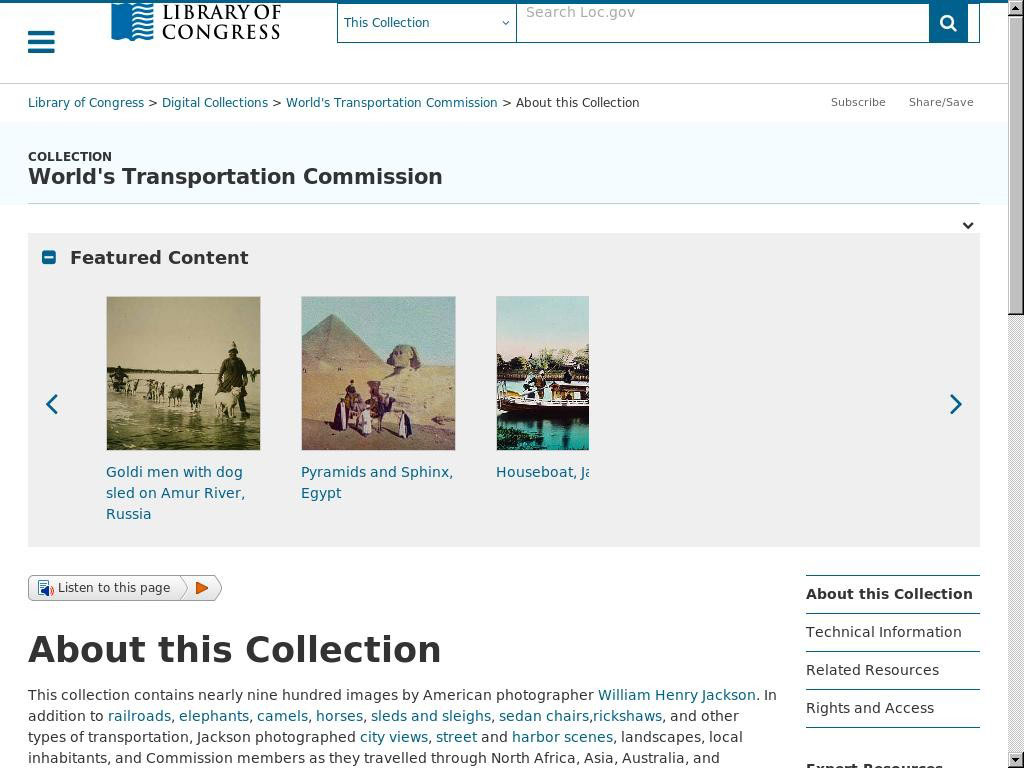 LIBRARY OF
CONGRESS
This Collection
Search Loc.gov
Library of Congress > Digital Collections > World's Transportation Commission > About this Collection
Subscribe Share/Save
COLLECTION
World's Transportation Commission
Featured Content
Goldi men with dog
sled on Amur River,
Russia
Pyramids and Sphinx,
Egypt
Houseboat, Ja
Listen to this page
About this Collection
This collection contains nearly nine hundred images by American photographer William Henry Jackson. In
addition to railroads, elephants, camels, horses, sleds and sleighs, sedan chairs,rickshaws, and other
types of transportation, Jackson photographed city views, street and harbor scenes, landscapes, local
inhabitants, and Commission members as they travelled through North Africa, Asia, Australia, and
About this Collection
Technical Information
Related Resources
Rights and Access
Expert Resources